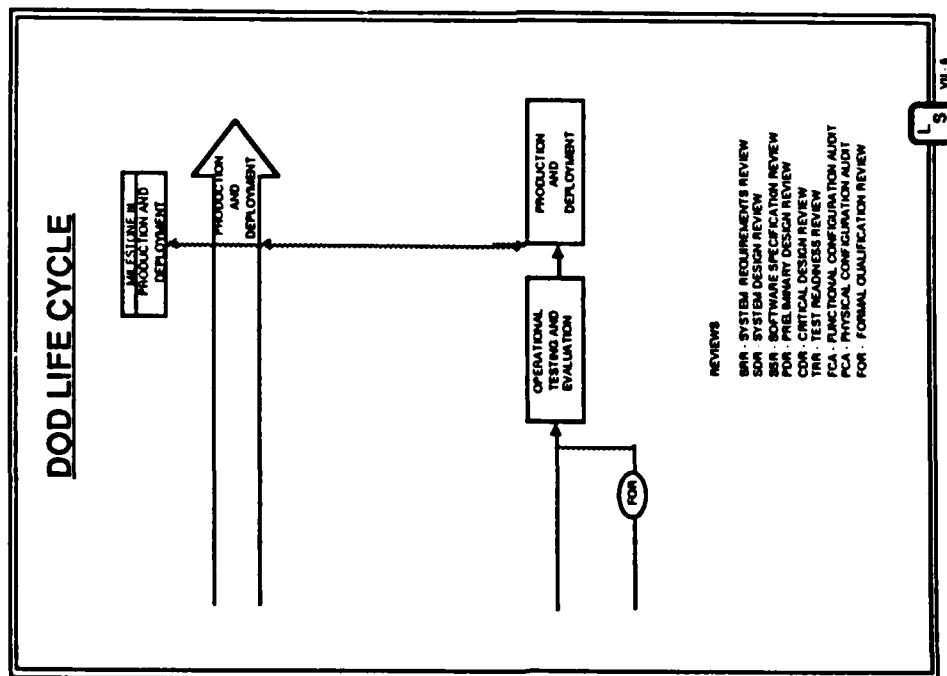 DOD LIFE CYCLE
MILESTONE III
PRODUCTION AND
DEPLOYMENT
PRODUCTION
AND
DEPLOYMENT
OPERATIONAL
TESTING AND
EVALUATION
PRODUCTION
AND
DEPLOYMENT
FOR
REVIEWS
SRR - SYSTEM REQUIREMENTS REVIEW
SDR - SYSTEM DESIGN REVIEW
SSR - SOFTWARE SPECIFICATION REVIEW
PDR - PRELIMINARY DESIGN REVIEW
CDR - CRITICAL DESIGN REVIEW
TRR - TEST READINESS REVIEW
FCA - FUNCTIONAL CONFIGURATION AUDIT
PCA - PHYSICAL CONFIGURATION AUDIT
FOR - FORMAL QUALIFICATION REVIEW
L
S